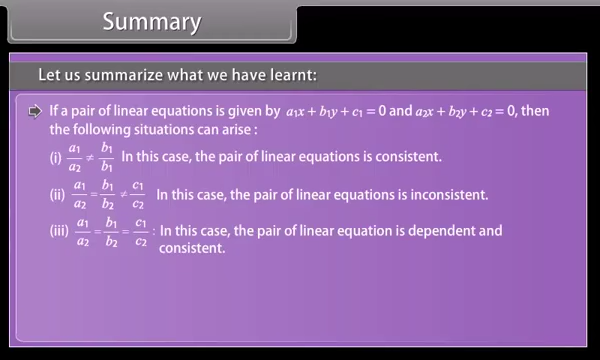 Summary
Let us summarize what we have learnt:
If a pair of linear equations is given by a₁x + b₁y + c₁ = 0 and a₂x + b₂y + c₂ = 0, then
the following situations can arise :
(i) a₁/a₂ ≠ b₁/b₁ In this case, the pair of linear equations is consistent.
(ii) a₁/a₂ = b₁/b₂ ≠ c₁/c₂ In this case, the pair of linear equations is inconsistent.
(iii) a₁/a₂ = b₁/b₂ = c₁/c₂ : In this case, the pair of linear equation is dependent and
consistent.